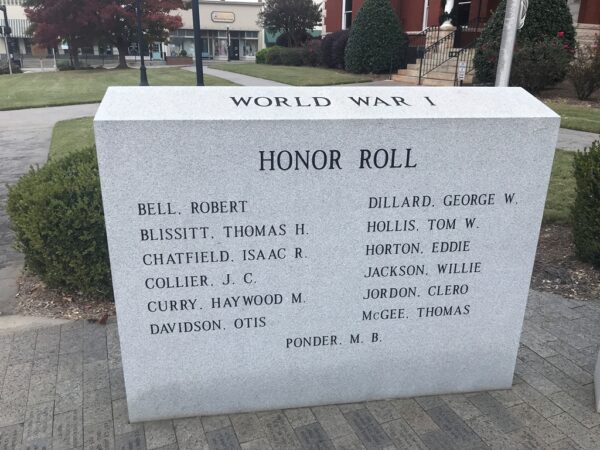 WORLD WAR I
HONOR ROLL
BELL, ROBERT
BLISSITT, THOMAS H.
CHATFIELD, ISAAC R.
COLLIER, J. C.
CURRY, HAYWOOD M.
DAVIDSON, OTIS
DILLARD, GEORGE W.
HOLLIS, TOM W.
HORTON, EDDIE
JACKSON, WILLIE
JORDON, CLERO
McGEE, THOMAS
PONDER, M. B.